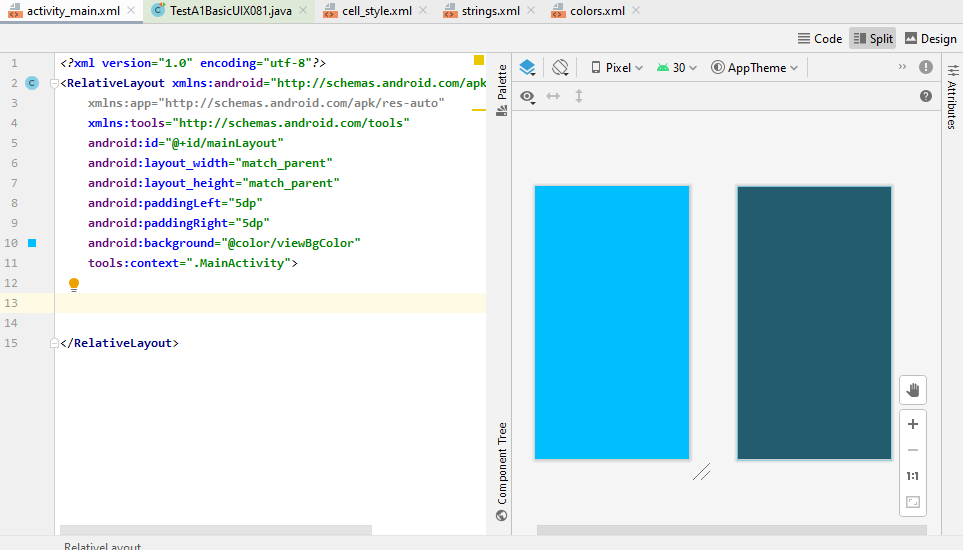 activity_main.xml TestA1BasicUIX081.java cell_style.xml strings.xml colors.xml
Code Split Design
1 <?xml version="1.0" encoding="utf-8"?>
2 <RelativeLayout xmlns:android="http://schemas.android.com/apk
3 xmlns:app="http://schemas.android.com/apk/res-auto"
4 xmlns:tools="http://schemas.android.com/tools"
5 android:id="@+id/mainLayout"
6 android:layout_width="match_parent"
7 android:layout_height="match_parent"
8 android:paddingLeft="5dp"
9 android:paddingRight="5dp"
10 android:background="@color/viewBgColor"
11 tools:context=".MainActivity">
12
13
14
15 </RelativeLayout>
RelativeLayout
Palette
Component Tree
Pixel 30 AppTheme
Attributes
1:1